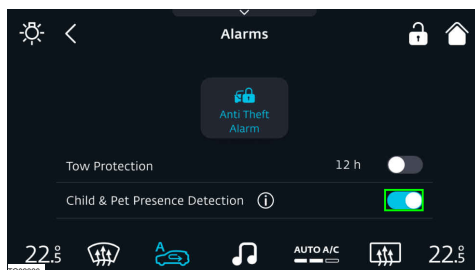 Alarms
Anti Theft
Alarm
Tow Protection 12 h
Child & Pet Presence Detection i
A
22.5° AUTO A/C 22.5°